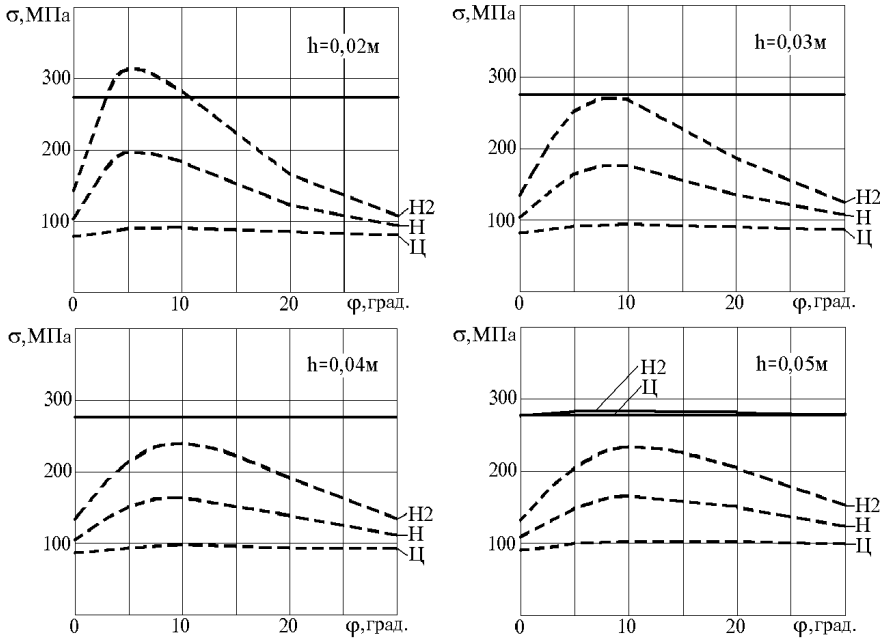 σ,МПа
h=0,02м
300
200
100
Н2
Н
Ц
0
10
20
φ,град.
σ,МПа
h=0,03м
300
200
100
Н2
Н
Ц
0
10
20
φ,град.
σ,МПа
h=0,04м
300
200
100
Н2
Н
Ц
0
10
20
φ,град.
σ,МПа
h=0,05м
Н2
Ц
300
200
100
Н2
Н
Ц
0
10
20
φ,град.